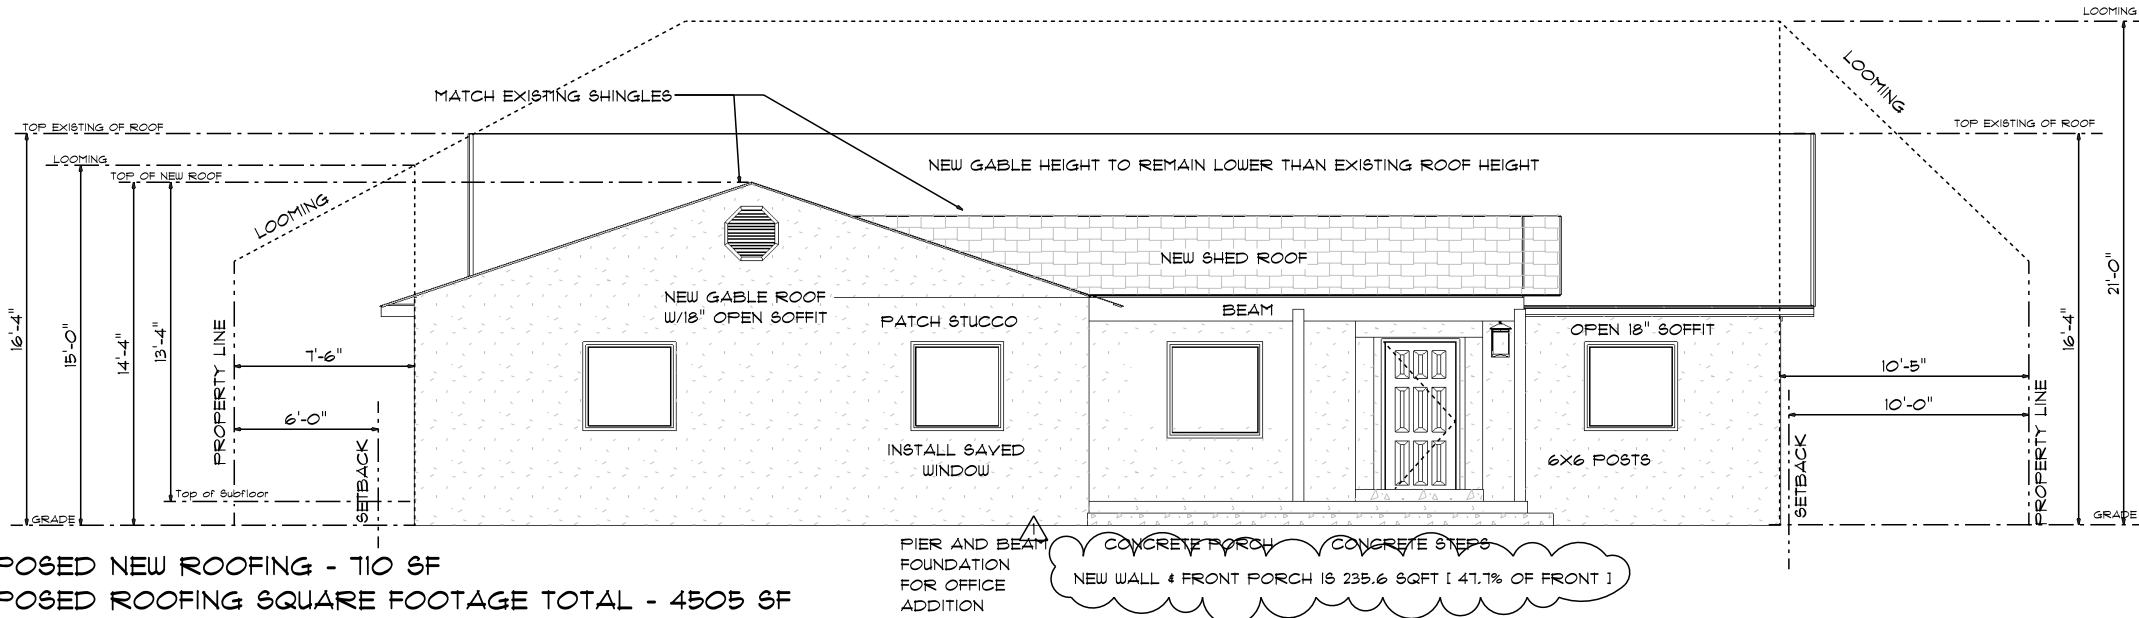 LOOMING
LOOMING
MATCH EXISTING SHINGLES
TOP EXISTING OF ROOF
TOP EXISTING OF ROOF
LOOMING
NEW GABLE HEIGHT TO REMAIN LOWER THAN EXISTING ROOF HEIGHT
TOP OF NEW ROOF
LOOMING
NEW SHED ROOF
21'-0"
NEW GABLE ROOF
W/18" OPEN SOFFIT
BEAM
PATCH STUCCO
OPEN 18" SOFFIT
16'-4"
15'-0"
14'-4"
13'-4"
16'-4"
7'-6"
10'-5"
PROPERTY LINE
6'-0"
10'-0"
PROPERTY LINE
INSTALL SAVED
WINDOW
6X6 POSTS
SETBACK
SETBACK
Top of Subfloor
GRADE
GRADE
1
PIER AND BEAM
FOUNDATION
FOR OFFICE
ADDITION
CONCRETE PORCH
CONCRETE STEPS
NEW WALL & FRONT PORCH IS 235.6 SQFT [ 47.7% OF FRONT ]
POSED NEW ROOFING - 710 SF
POSED ROOFING SQUARE FOOTAGE TOTAL - 4505 SF